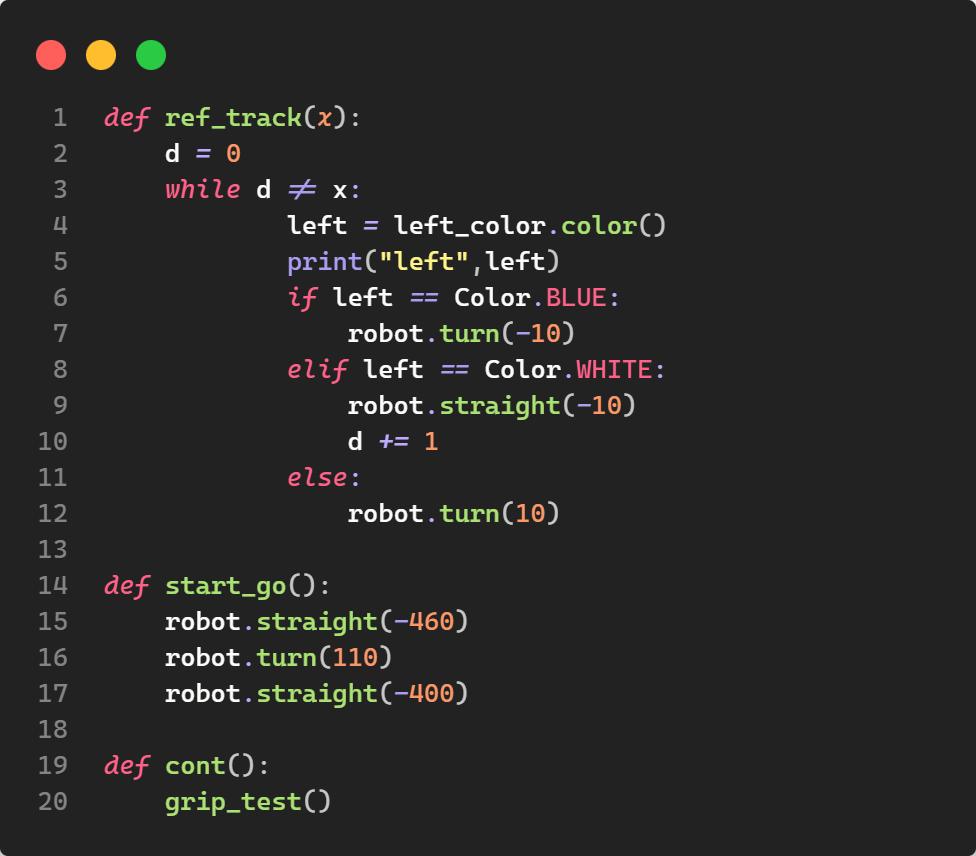 1 def ref_track(x):
2     d = 0
3     while d != x:
4             left = left_color.color()
5             print("left",left)
6             if left == Color.BLUE:
7                 robot.turn(-10)
8             elif left == Color.WHITE:
9                 robot.straight(-10)
10                 d += 1
11             else:
12                 robot.turn(10)
13
14 def start_go():
15     robot.straight(-460)
16     robot.turn(110)
17     robot.straight(-400)
18
19 def cont():
20     grip_test()